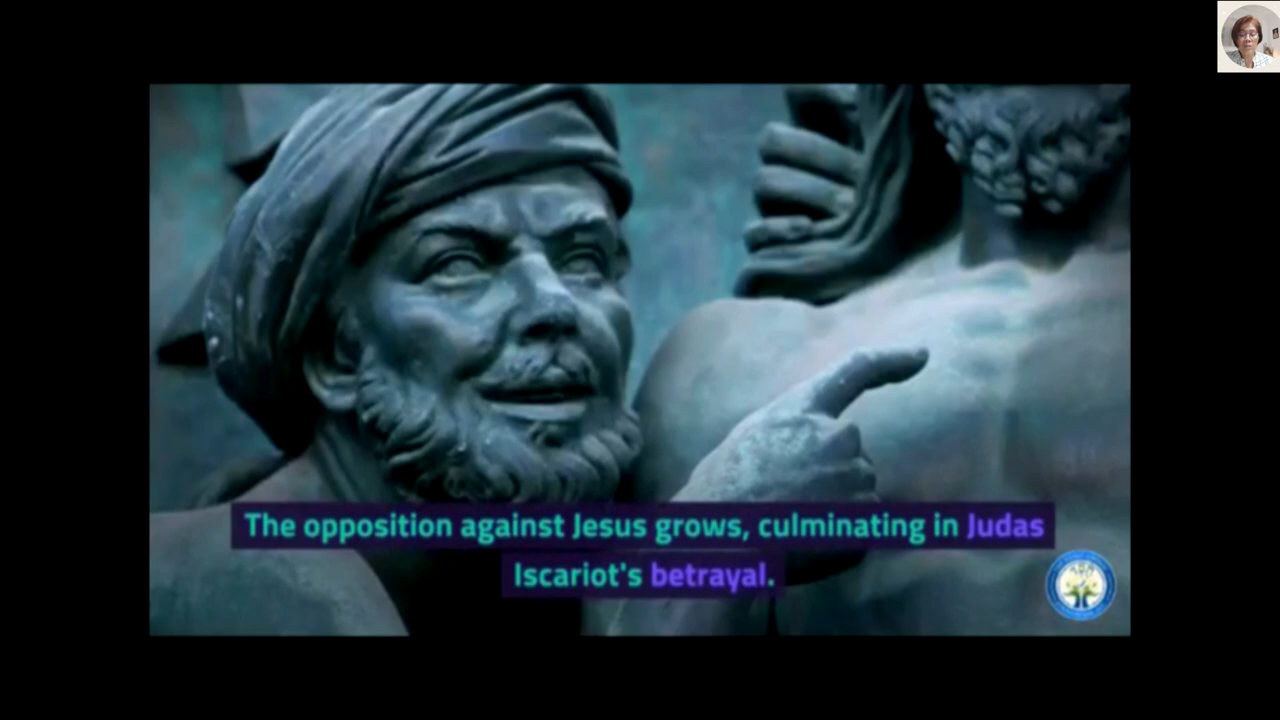 The opposition against Jesus grows, culminating in Judas
Iscariot's betrayal.